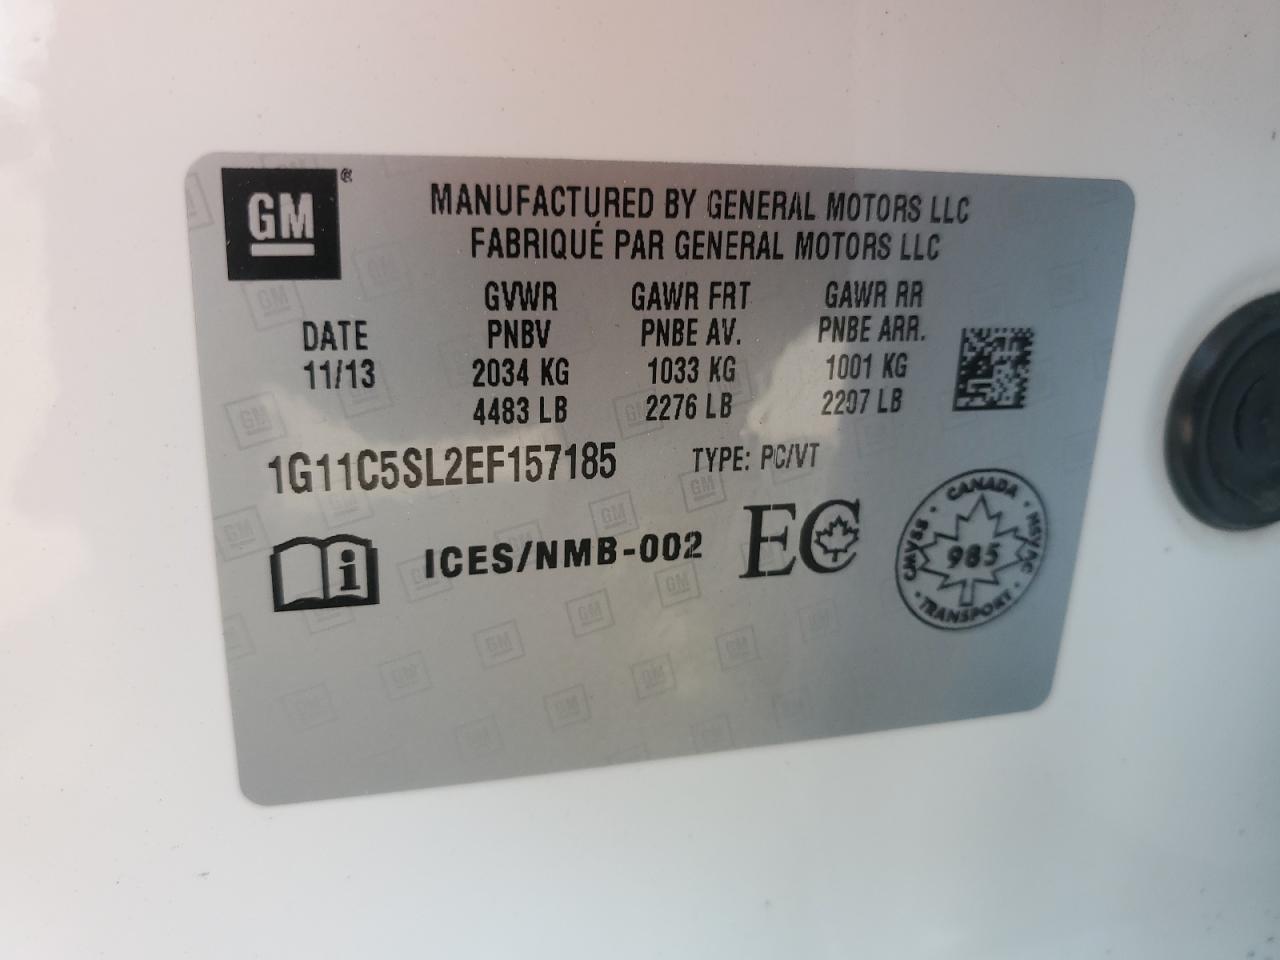 GM®
MANUFACTURED BY GENERAL MOTORS LLC
FABRIQUÉ PAR GENERAL MOTORS LLC
GVWR GAWR FRT GAWR RR
DATE PNBV PNBE AV. PNBE ARR.
11/13 2034 KG 1033 KG 1001 KG
4483 LB 2276 LB 2207 LB
1G11C5SL2EF157185 TYPE: PC/VT
i ICES/NMB-002 EC
CANADA
CMVSS 985 NSVAC
TRANSPORT